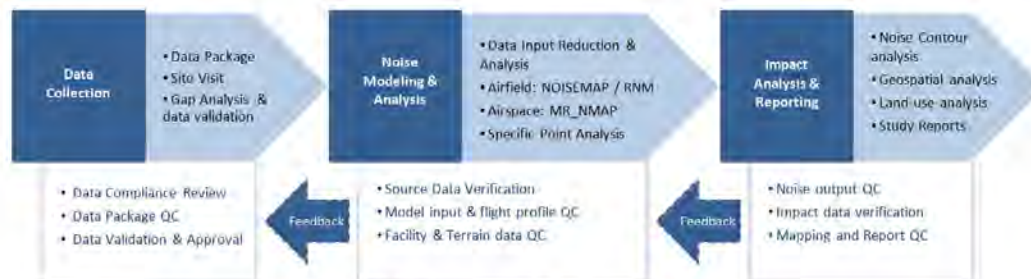 Data
Collection
• Data Package
• Site Visit
• Gap Analysis &
data validation
Noise
Modeling &
Analysis
• Data Input Reduction &
Analysis
• Airfield: NOISEMAP / RNM
• Airspace: MR_NMAP
• Specific Point Analysis
Impact
Analysis &
Reporting
• Noise Contour
analysis
• Geospatial analysis
• Land use analysis
• Study Reports
• Data Compliance Review
• Data Package QC
• Data Validation & Approval
Feedback
• Source Data Verification
• Model input & flight profile QC
• Facility & Terrain data QC
Feedback
• Noise output QC
• Impact data verification
• Mapping and Report QC